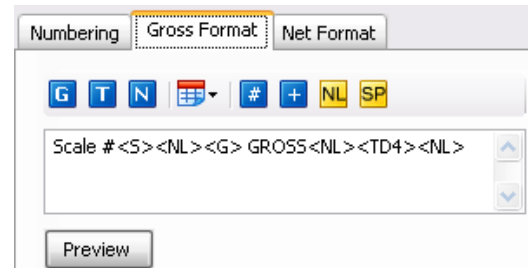 Numbering Gross Format Net Format
G T N # + NL SP
Scale #<S><NL><G> GROSS<NL><TD4><NL>
Preview